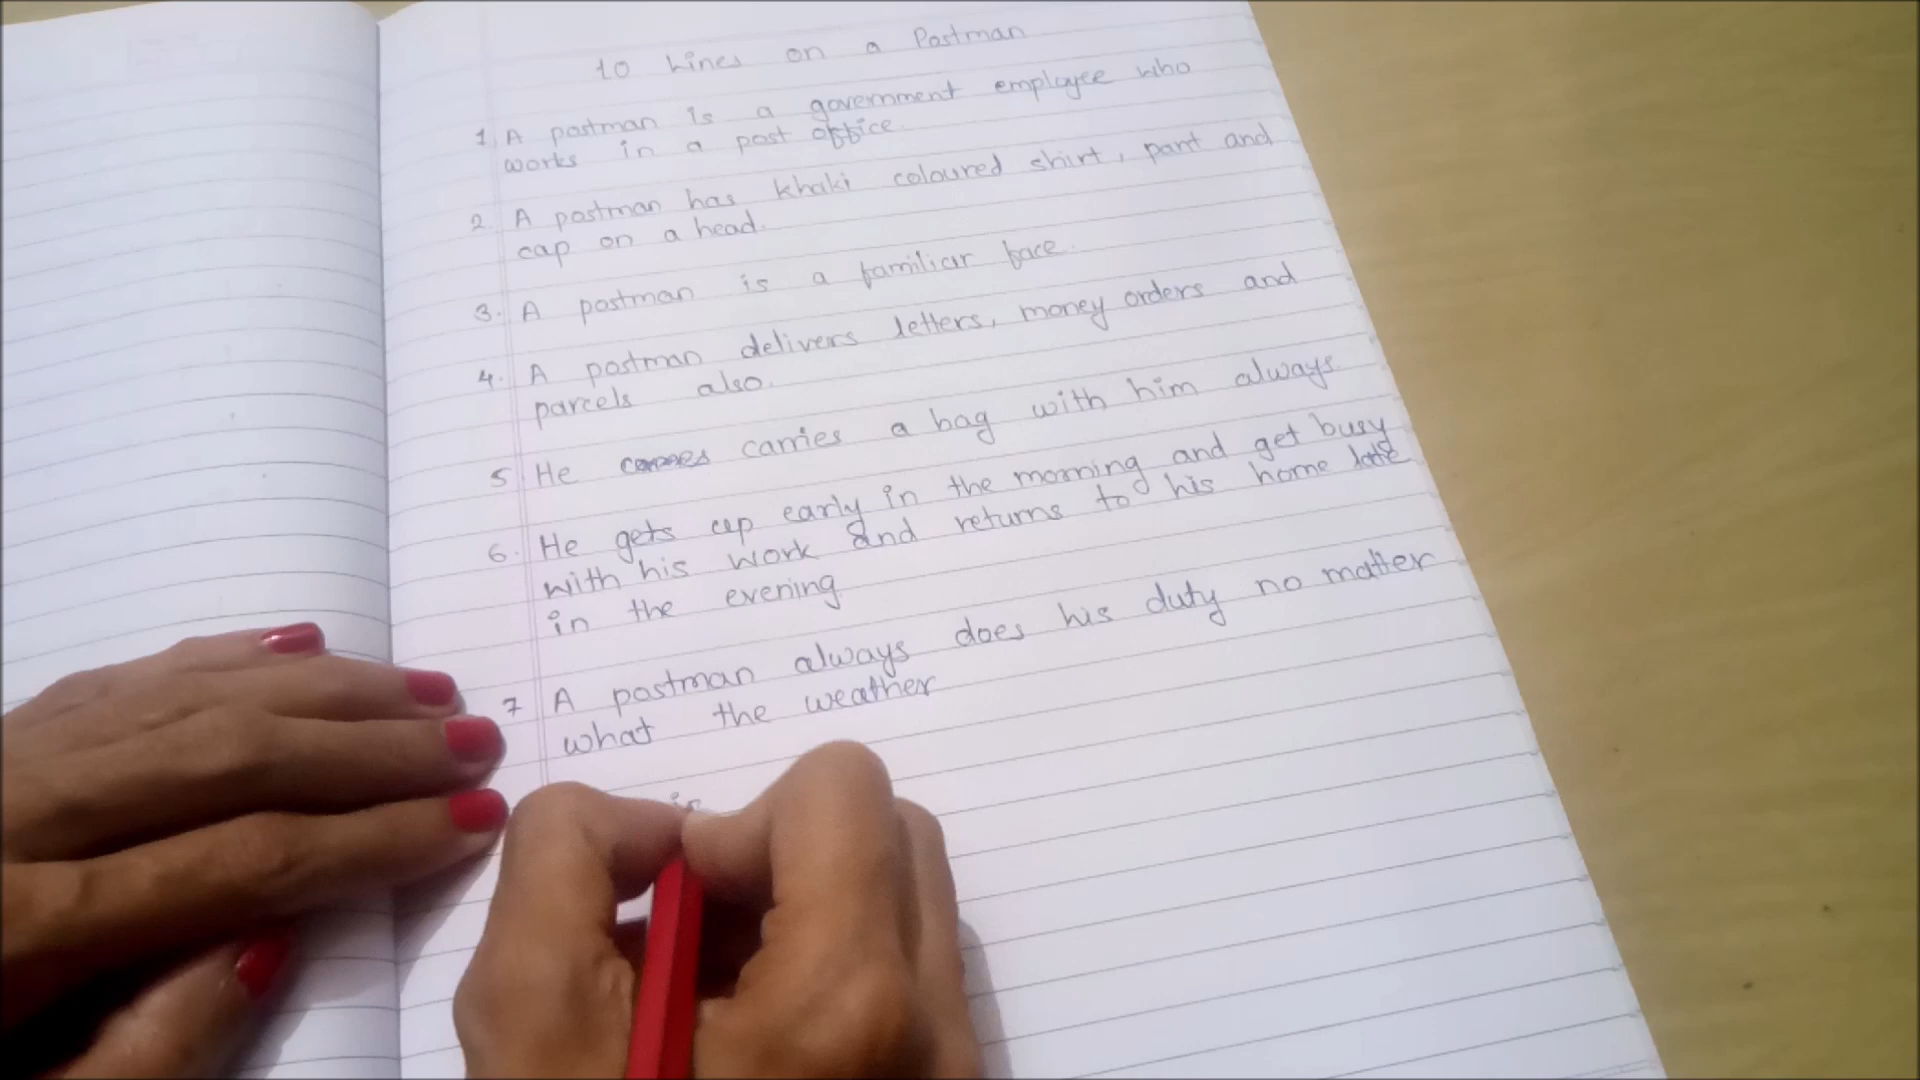 10 Lines on a Postman
1. A postman is a government employee who
works in a post office.
2. A postman has khaki coloured shirt, pant and
cap on a head.
3. A postman is a familiar face.
4. A postman delivers letters, money orders and
parcels also.
5. He carries a bag with him always.
6. He gets up early in the morning and get busy
with his work and returns to his home late
in the evening.
7 A postman always does his duty no matter
what the weather
is